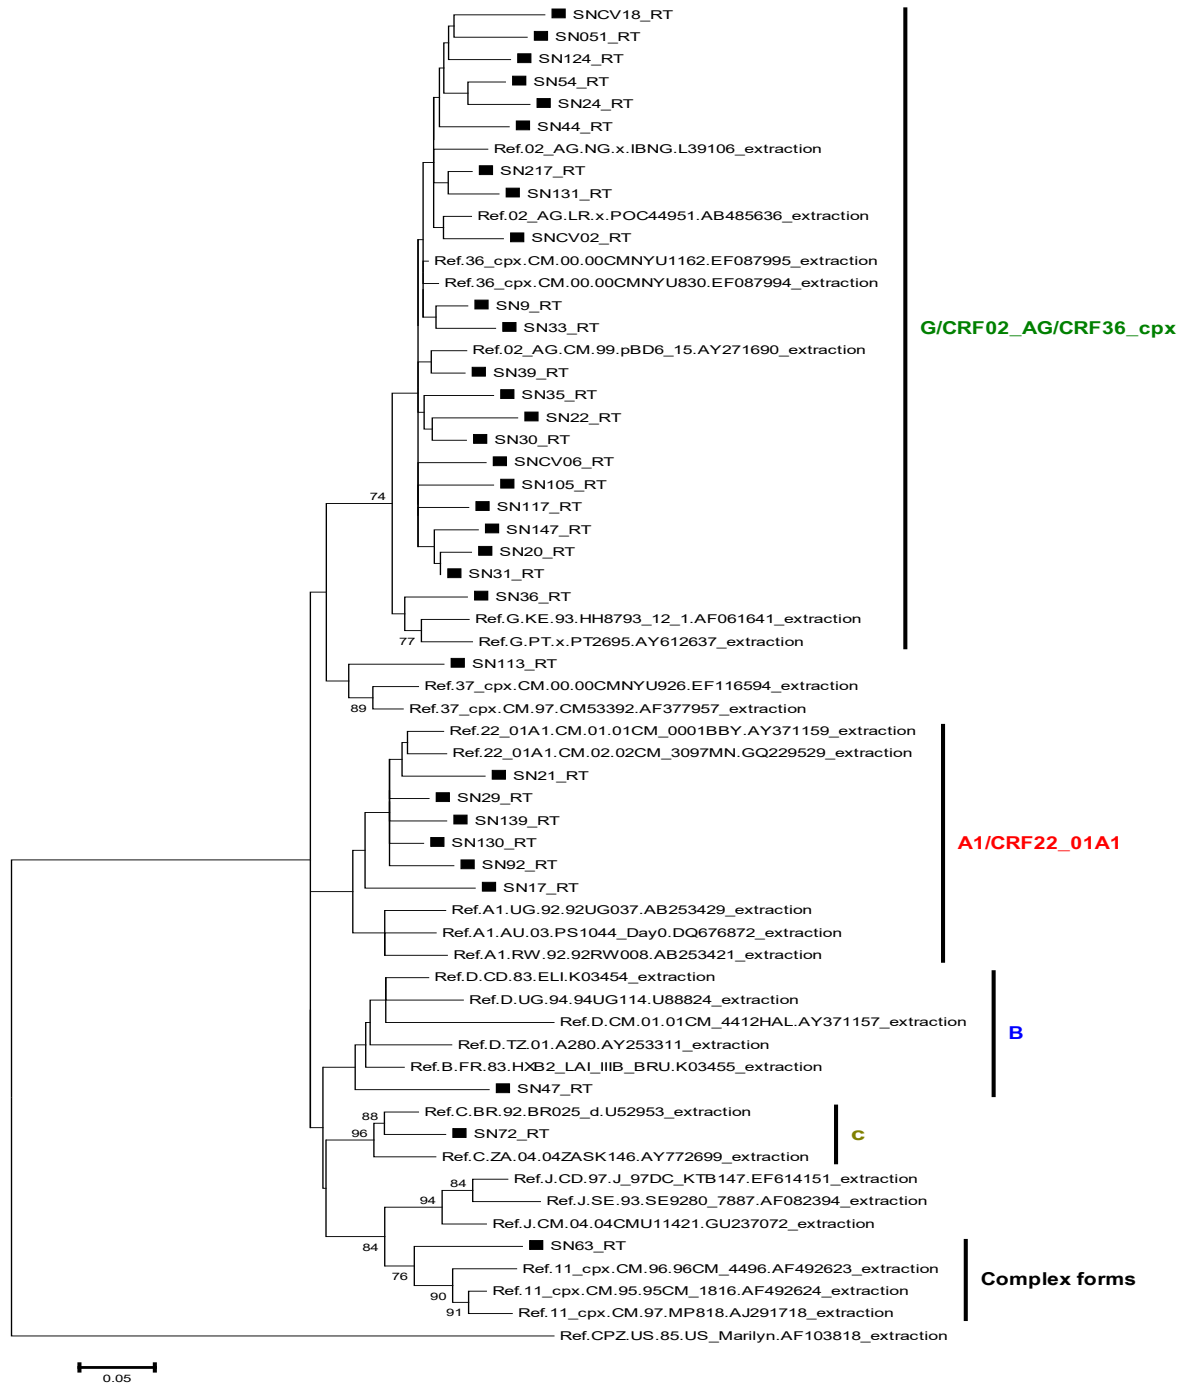 SNCV18_RT
SN051_RT
SN124_RT
SN54_RT
SN24_RT
SN44_RT
Ref.02_AG.NG.x.IBNG.L39106_extraction
SN217_RT
SN131_RT
Ref.02_AG.LR.x.POC44951.AB485636_extraction
SNCV02_RT
Ref.36_cpx.CM.00.00CMNYU1162.EF087995_extraction
Ref.36_cpx.CM.00.00CMNYU830.EF087994_extraction
SN9_RT
SN33_RT
G/CRF02_AG/CRF36_cpx
Ref.02_AG.CM.99.pBD6_15.AY271690_extraction
SN39_RT
SN35_RT
SN22_RT
SN30_RT
SNCV06_RT
SN105_RT
74
SN117_RT
SN147_RT
SN20_RT
SN31_RT
SN36_RT
Ref.G.KE.93.HH8793_12_1.AF061641_extraction
77
Ref.G.PT.x.PT2695.AY612637_extraction
SN113_RT
Ref.37_cpx.CM.00.00CMNYU926.EF116594_extraction
89
Ref.37_cpx.CM.97.CM53392.AF377957_extraction
Ref.22_01A1.CM.01.01CM_0001BBY.AY371159_extraction
Ref.22_01A1.CM.02.02CM_3097MN.GQ229529_extraction
SN21_RT
SN29_RT
SN139_RT
SN130_RT
A1/CRF22_01A1
SN92_RT
SN17_RT
Ref.A1.UG.92.92UG037.AB253429_extraction
Ref.A1.AU.03.PS1044_Day0.DQ676872_extraction
Ref.A1.RW.92.92RW008.AB253421_extraction
Ref.D.CD.83.ELI.K03454_extraction
Ref.D.UG.94.94UG114.U88824_extraction
Ref.D.CM.01.01CM_4412HAL.AY371157_extraction
B
Ref.D.TZ.01.A280.AY253311_extraction
Ref.B.FR.83.HXB2_LAI_IIIB_BRU.K03455_extraction
SN47_RT
Ref.C.BR.92.BR025_d.U52953_extraction
88
SN72_RT
96
c
Ref.C.ZA.04.04ZASK146.AY772699_extraction
Ref.J.CD.97.J_97DC_KTB147.EF614151_extraction
84
Ref.J.SE.93.SE9280_7887.AF082394_extraction
94
Ref.J.CM.04.04CMU11421.GU237072_extraction
84
SN63_RT
Ref.11_cpx.CM.96.96CM_4496.AF492623_extraction
76
Complex forms
Ref.11_cpx.CM.95.95CM_1816.AF492624_extraction
90
Ref.11_cpx.CM.97.MP818.AJ291718_extraction
91
Ref.CPZ.US.85.US_Marilyn.AF103818_extraction
0.05